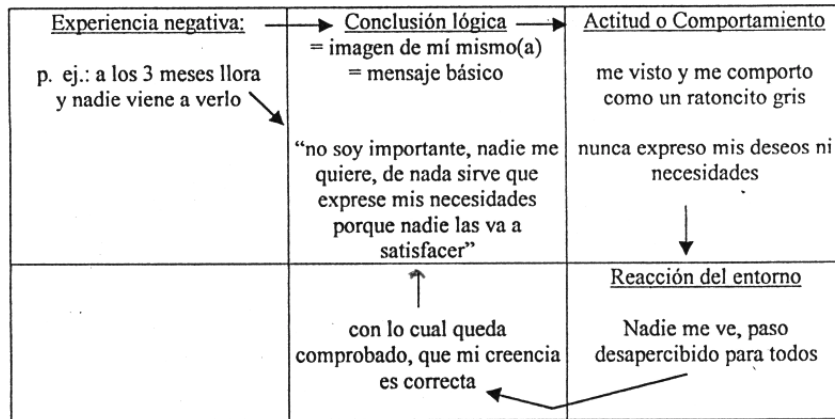 Experiencia negativa:
p. ej.: a los 3 meses llora
y nadie viene a verlo
Conclusión lógica
= imagen de mí mismo(a)
= mensaje básico
“no soy importante, nadie me
quiere, de nada sirve que
exprese mis necesidades
porque nadie las va a
satisfacer”
Actitud o Comportamiento
me visto y me comporto
como un ratoncito gris
nunca expreso mis deseos ni
necesidades
Reacción del entorno
Nadie me ve, paso
desapercibido para todos
con lo cual queda
comprobado, que mi creencia
es correcta